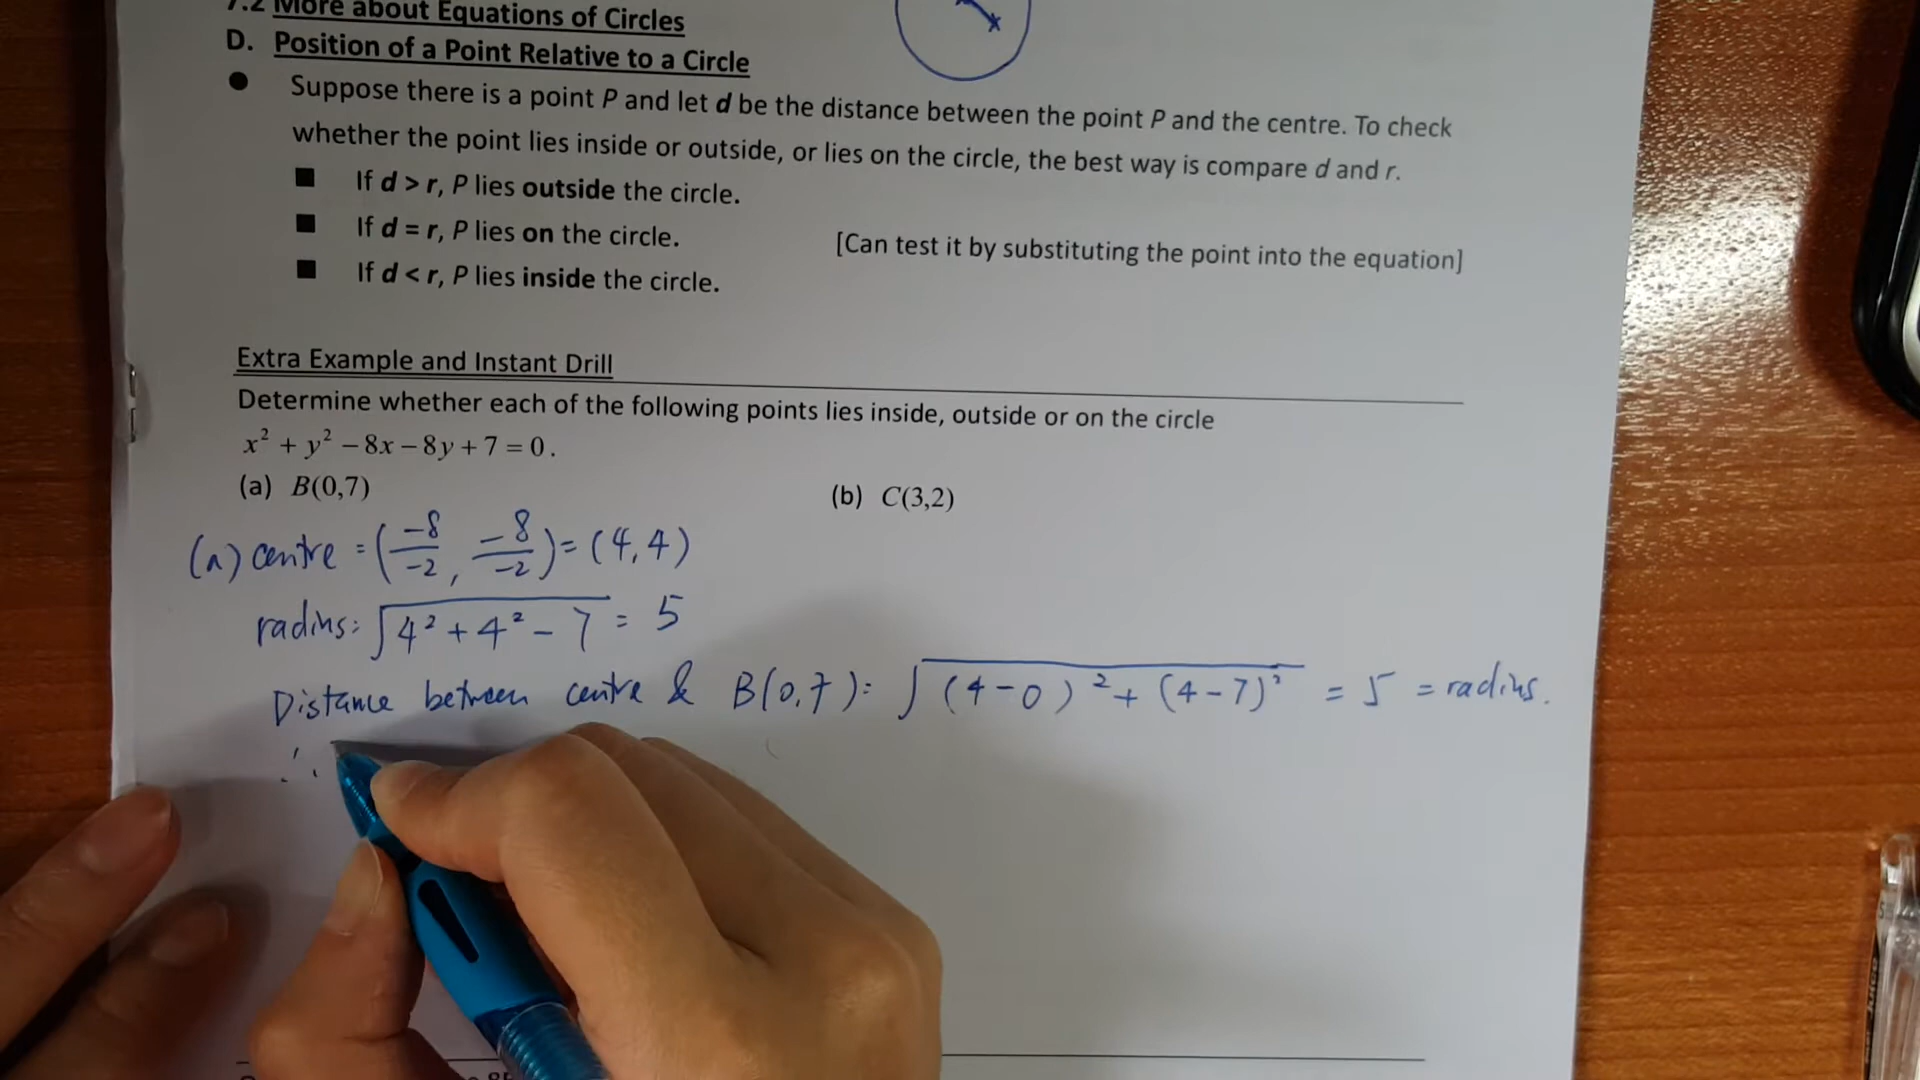 7.2 More about Equations of Circles
D. Position of a Point Relative to a Circle
● Suppose there is a point P and let d be the distance between the point P and the centre. To check
whether the point lies inside or outside, or lies on the circle, the best way is compare d and r.
■ If d > r, P lies outside the circle.
■ If d = r, P lies on the circle. [Can test it by substituting the point into the equation]
■ If d < r, P lies inside the circle.
Extra Example and Instant Drill
Determine whether each of the following points lies inside, outside or on the circle
x² + y² – 8x – 8y + 7 = 0.
(a) B(0,7) (b) C(3,2)
(a) centre = (-8/-2, -8/-2) = (4,4)
radius: √(4² + 4² - 7) = 5
Distance between centre & B(0,7): √((4-0)² + (4-7)²) = 5 = radius.
∴